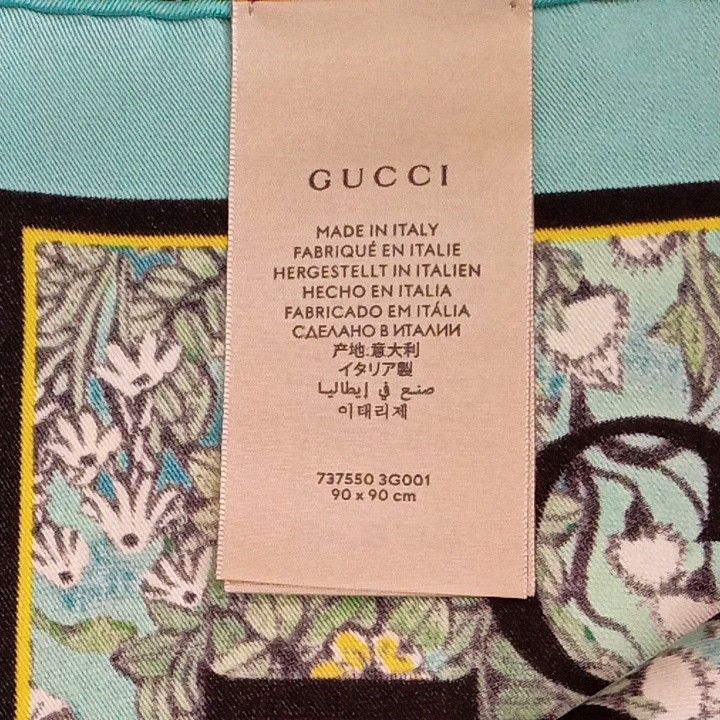 GUCCI
MADE IN ITALY
FABRIQUÉ EN ITALIE
HERGESTELLT IN ITALIEN
HECHO EN ITALIA
FABRICADO EM ITÁLIA
СДЕЛАНО В ИТАЛИИ
产地:意大利
イタリア製
صنع في إيطاليا
이태리제
737550 3G001
90 x 90 cm